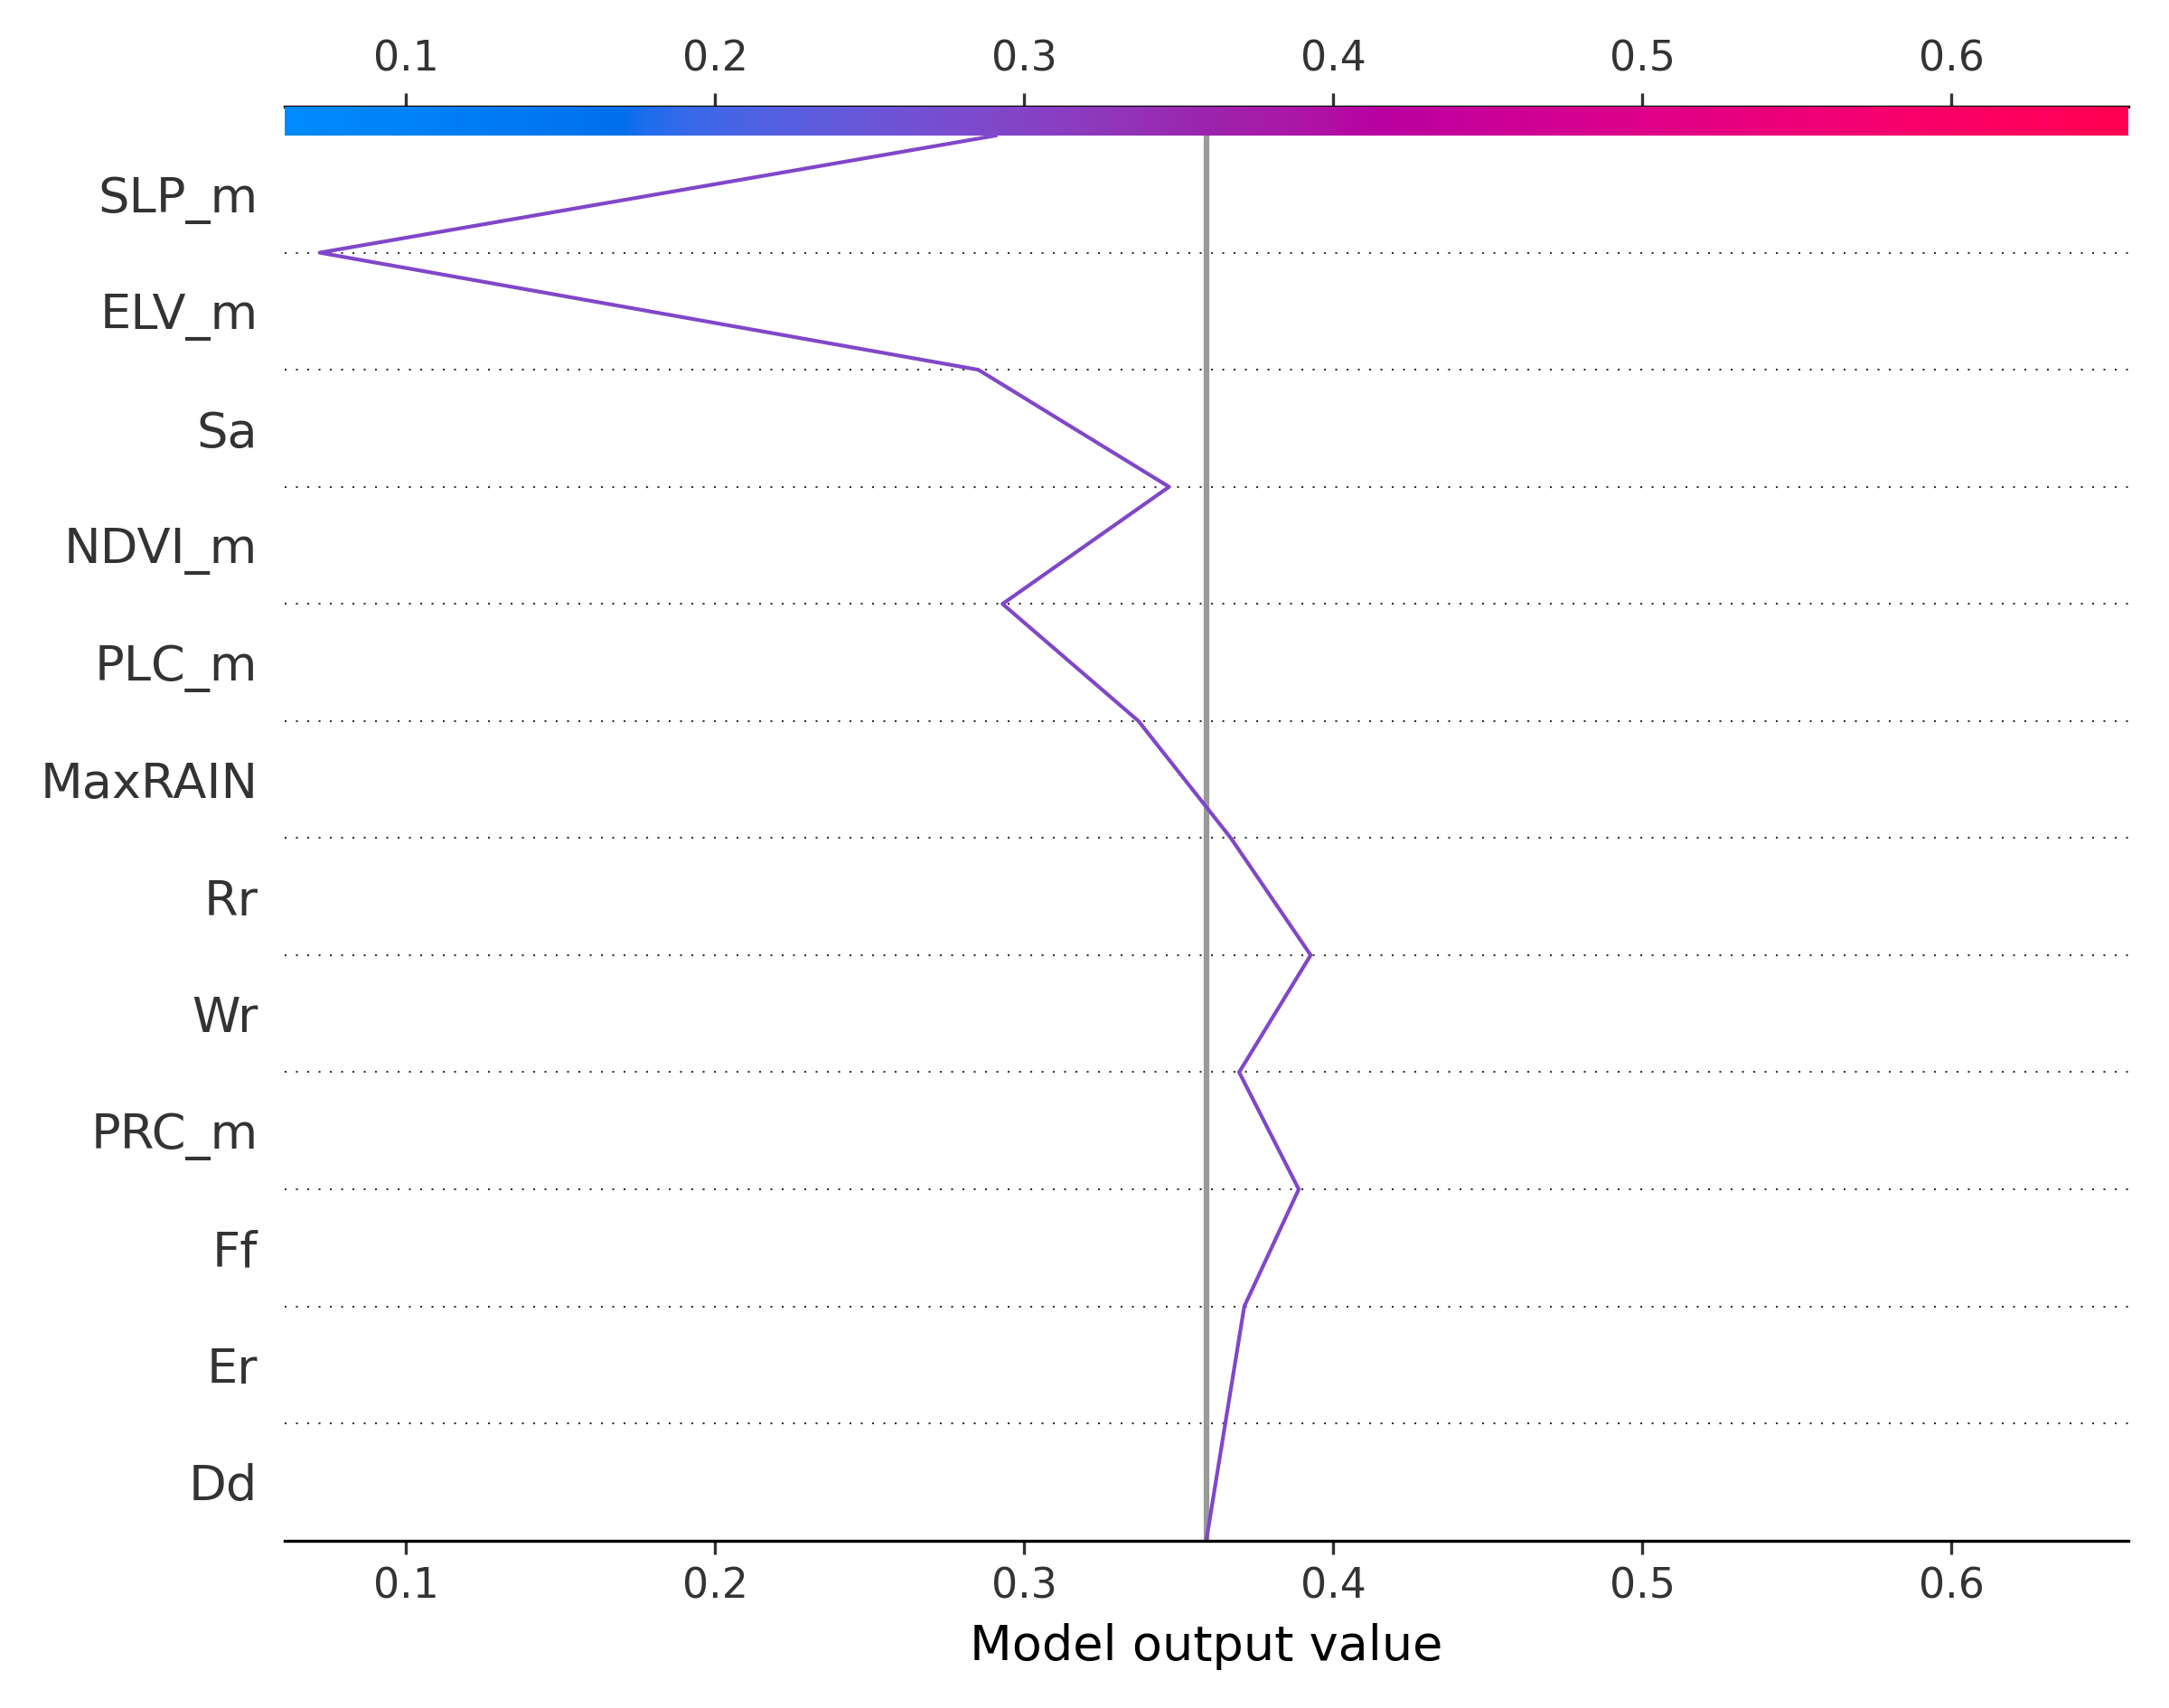 0.1 0.2 0.3 0.4 0.5 0.6
SLP_m
ELV_m
Sa
NDVI_m
PLC_m
MaxRAIN
Rr
Wr
PRC_m
Ff
Er
Dd
0.1 0.2 0.3 0.4 0.5 0.6
Model output value